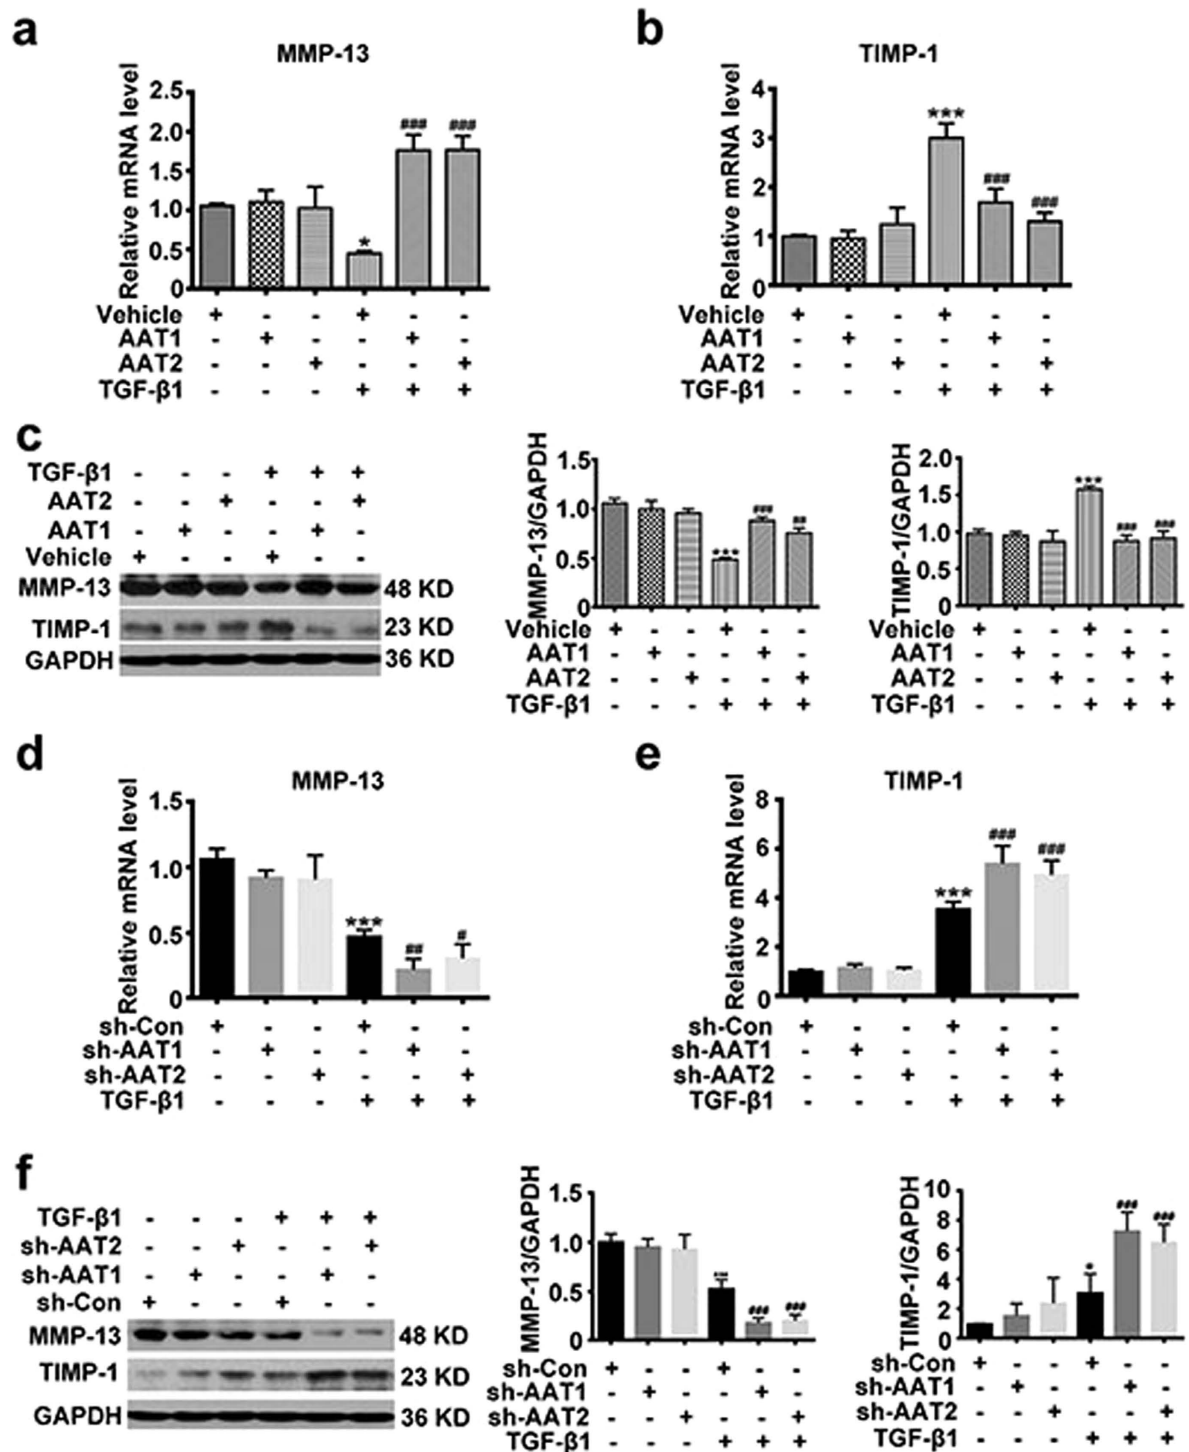 a
MMP-13
Relative mRNA level
2.5
2.0
1.5
1.0
0.5
0
*
###
###
Vehicle + - - + - -
AAT1 - + - - + -
AAT2 - - + - - +
TGF-β1 - - - + + +
b
TIMP-1
Relative mRNA level
4
3
2
1
0
***
###
###
Vehicle + - - + - -
AAT1 - + - - + -
AAT2 - - + - - +
TGF-β1 - - - + + +
c
TGF-β1 - - - + + +
AAT2 - - + - - +
AAT1 - + - - + -
Vehicle + - - + - -
MMP-13 48 KD
TIMP-1 23 KD
GAPDH 36 KD
MMP-13/GAPDH
1.5
1.0
0.5
0
***
###
##
Vehicle + - - + - -
AAT1 - + - - + -
AAT2 - - + - - +
TGF-β1 - - - + + +
TIMP-1/GAPDH
2.0
1.5
1.0
0.5
0
***
###
###
Vehicle + - - + - -
AAT1 - + - - + -
AAT2 - - + - - +
TGF-β1 - - - + + +
d
MMP-13
Relative mRNA level
1.5
1.0
0.5
0
***
##
#
sh-Con + - - + - -
sh-AAT1 - + - - + -
sh-AAT2 - - + - - +
TGF-β1 - - - + + +
e
TIMP-1
Relative mRNA level
8
6
4
2
0
***
###
###
sh-Con + - - + - -
sh-AAT1 - + - - + -
sh-AAT2 - - + - - +
TGF-β1 - - - + + +
f
TGF-β1 - - - + + +
sh-AAT2 - - + - - +
sh-AAT1 - + - - + -
sh-Con + - - + - -
MMP-13 48 KD
TIMP-1 23 KD
GAPDH 36 KD
MMP-13/GAPDH
1.5
1.0
0.5
0
***
###
###
sh-Con + - - + - -
sh-AAT1 - + - - + -
sh-AAT2 - - + - - +
TGF-β1 - - - + + +
TIMP-1/GAPDH
10
8
6
4
2
0
*
###
###
sh-Con + - - + - -
sh-AAT1 - + - - + -
sh-AAT2 - - + - - +
TGF-β1 - - - + + +